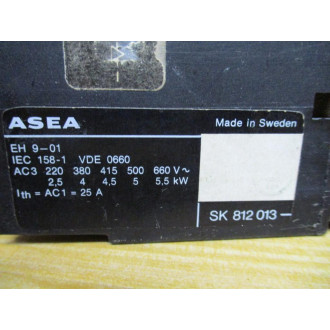 ASEA Made in Sweden
EH 9-01
IEC 158-1 VDE 0660
AC3 220 380 415 500 660 V~
2,5 4 4,5 5 5,5 kW
Ith = AC1 = 25 A
SK 812 013-